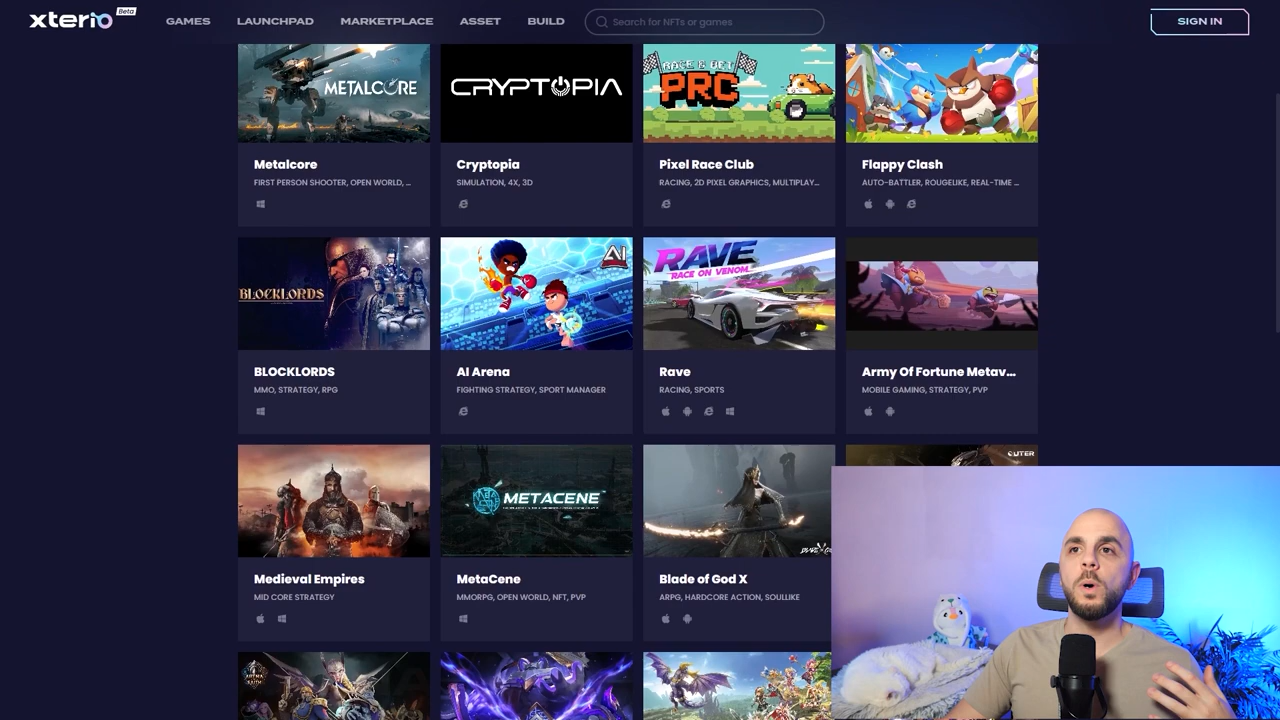 xterio Beta
GAMES LAUNCHPAD MARKETPLACE ASSET BUILD
Search for NFTs or games
SIGN IN
METALCORE
CRYPTOPIA
RACE & BET
PRC
Metalcore
FIRST PERSON SHOOTER, OPEN WORLD, ...
Cryptopia
SIMULATION, 4X, 3D
Pixel Race Club
RACING, 2D PIXEL GRAPHICS, MULTIPLAY...
Flappy Clash
AUTO-BATTLER, ROUGELIKE, REAL-TIME ...
BLOCKLORDS
AI
RAVE
RACE ON VENOM
BLOCKLORDS
MMO, STRATEGY, RPG
AI Arena
FIGHTING STRATEGY, SPORT MANAGER
Rave
RACING, SPORTS
Army Of Fortune Metav...
MOBILE GAMING, STRATEGY, PVP
METACENE
OUTER
Medieval Empires
MID CORE STRATEGY
MetaCene
MMORPG, OPEN WORLD, NFT, PVP
Blade of God X
ARPG, HARDCORE ACTION, SOULLIKE